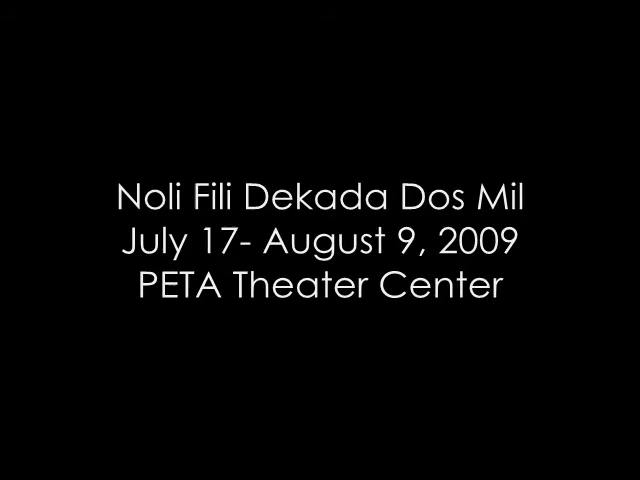 Noli Fili Dekada Dos Mil
July 17- August 9, 2009
PETA Theater Center